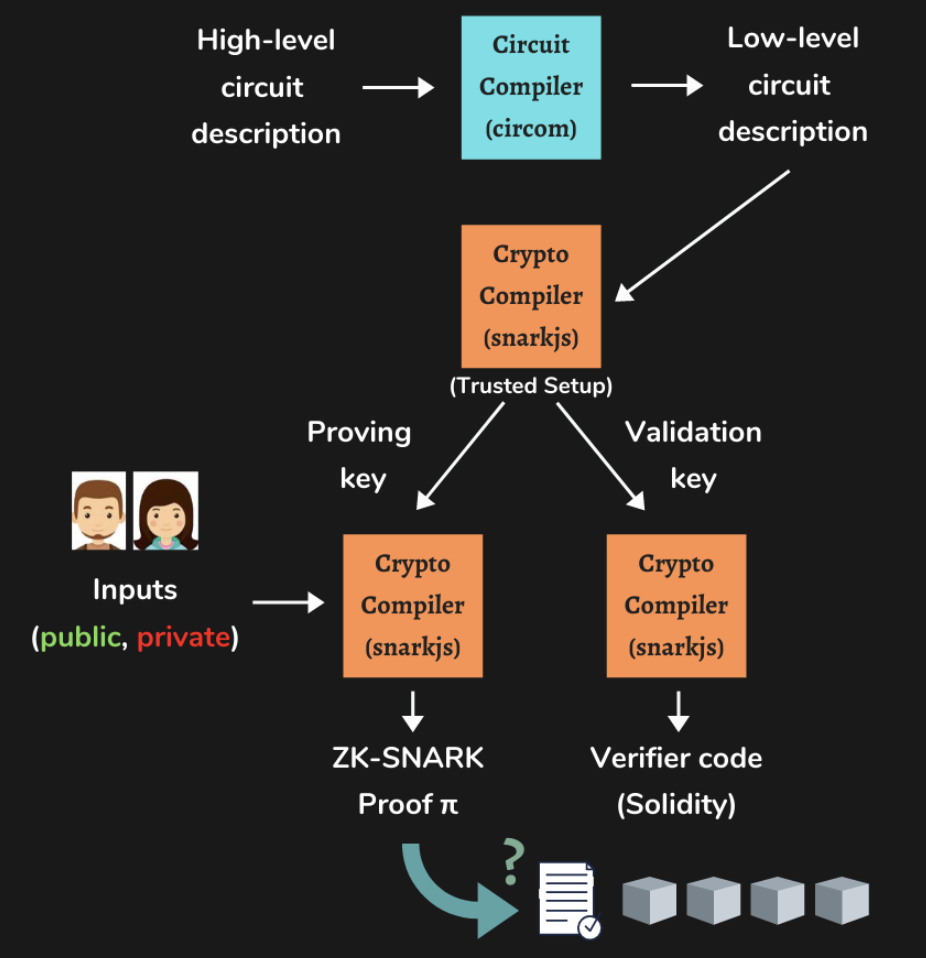 High-level
circuit
description
Circuit
Compiler
(circom)
Low-level
circuit
description
Crypto
Compiler
(snarkjs)
(Trusted Setup)
Proving
key
Validation
key
Inputs
(public, private)
Crypto
Compiler
(snarkjs)
Crypto
Compiler
(snarkjs)
ZK-SNARK
Proof π
Verifier code
(Solidity)
?